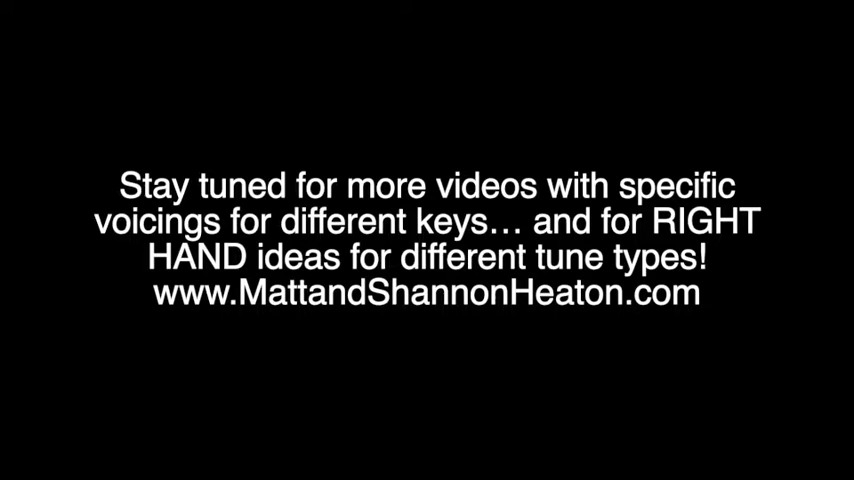 Stay tuned for more videos with specific
voicings for different keys… and for RIGHT
HAND ideas for different tune types!
www.MattandShannonHeaton.com